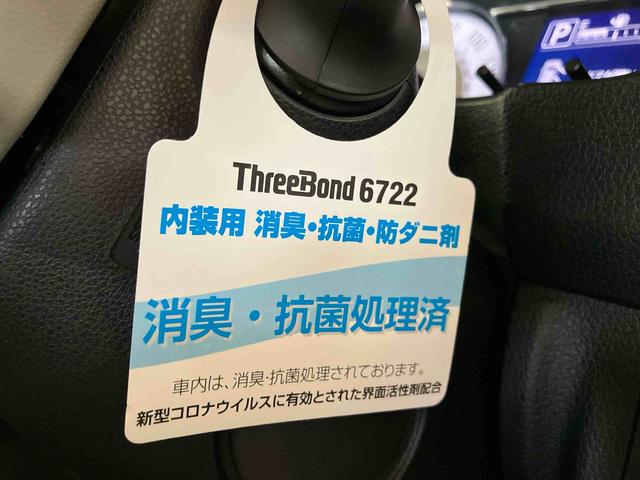 P
ThreeBond 6722
内装用 消臭・抗菌・防ダニ剤
消臭・抗菌処理済
車内は、消臭・抗菌処理されております。
新型コロナウイルスに有効とされた界面活性剤配合